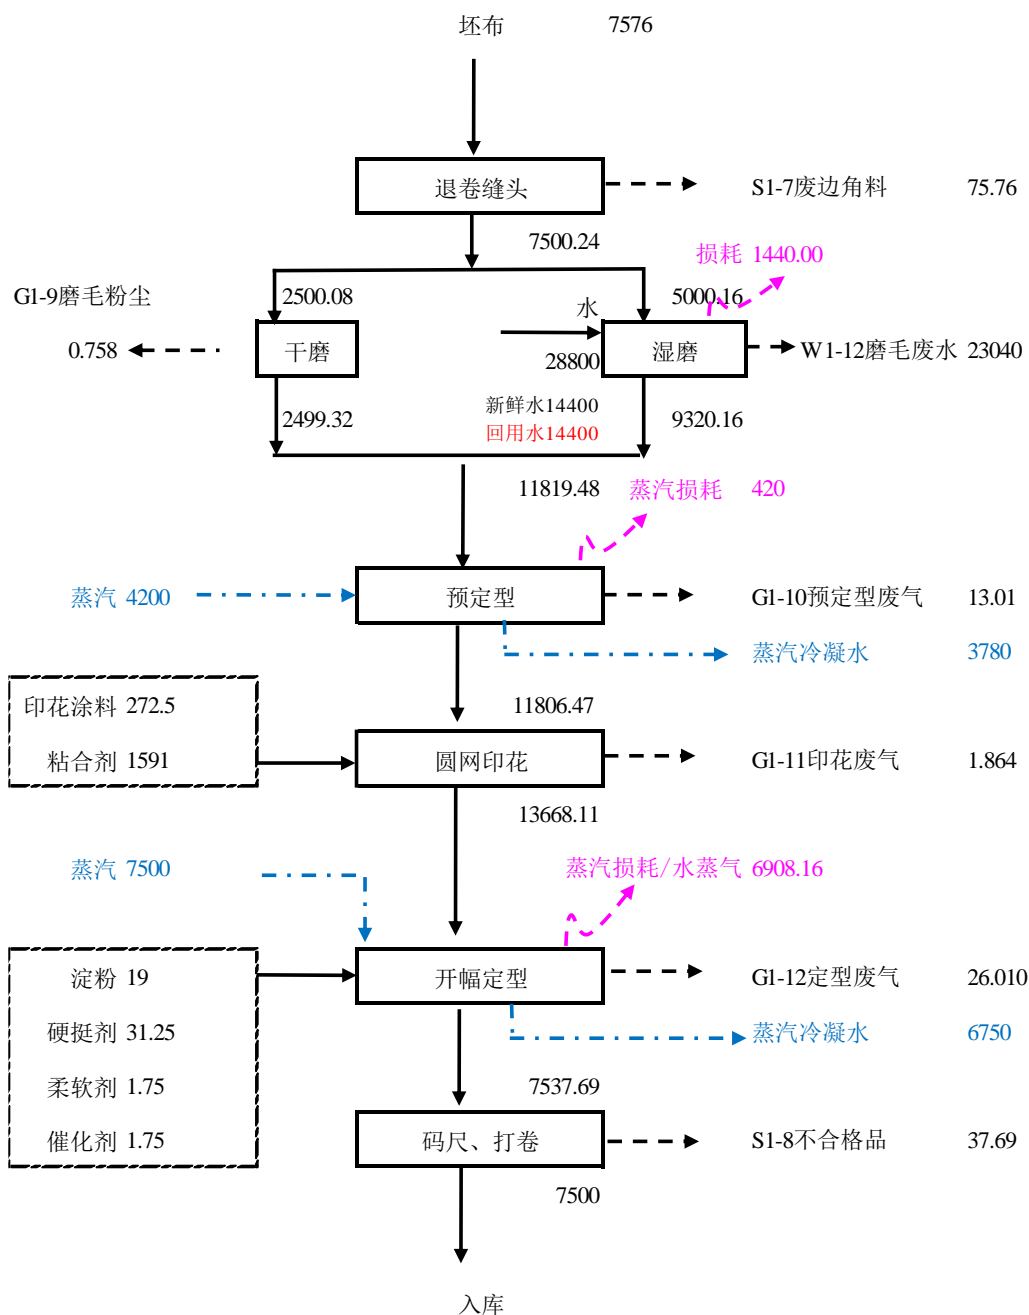 坯布 7576
退卷缝头 S1-7废边角料 75.76
7500.24
损耗 1440.00
G1-9磨毛粉尘 2500.08 水 5000.16
0.758 干磨 28800 湿磨 W1-12磨毛废水 23040
2499.32 新鲜水14400 9320.16
回用水14400
11819.48 蒸汽损耗 420
蒸汽 4200 预定型 G1-10预定型废气 13.01
蒸汽冷凝水 3780
印花涂料 272.5 11806.47
粘合剂 1591 圆网印花 G1-11印花废气 1.864
13668.11
蒸汽 7500 蒸汽损耗/水蒸气 6908.16
淀粉 19 开幅定型 G1-12定型废气 26.010
硬挺剂 31.25 蒸汽冷凝水 6750
柔软剂 1.75 7537.69
催化剂 1.75 码尺、打卷 S1-8不合格品 37.69
7500
入库